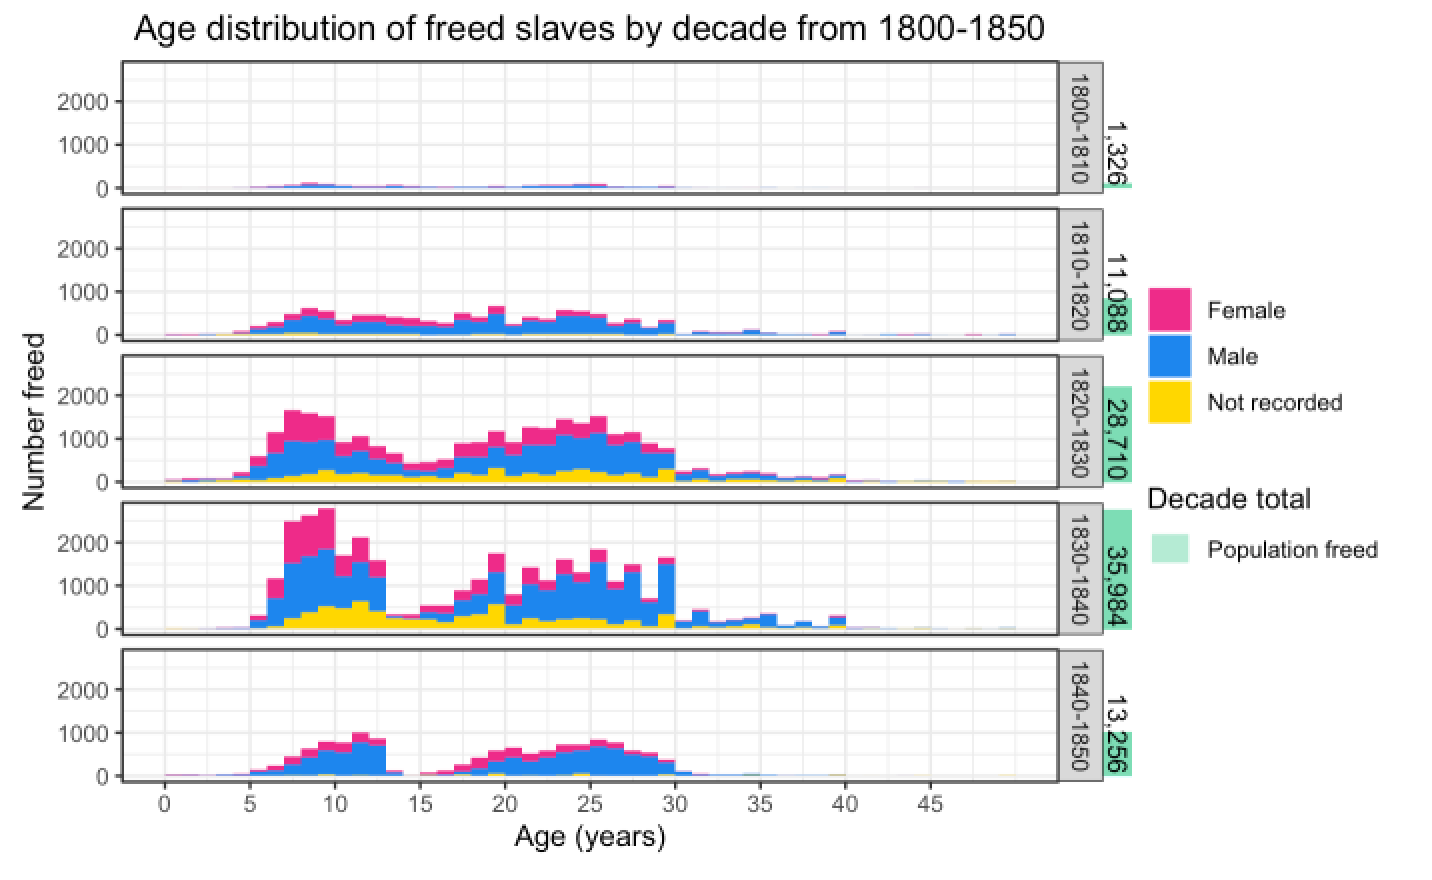 Age distribution of freed slaves by decade from 1800-1850
Number freed
2000
1000
0
1800-1810
1,326
2000
1000
0
1810-1820
11,088
2000
1000
0
1820-1830
28,710
2000
1000
0
1830-1840
35,984
2000
1000
0
1840-1850
13,256
0 5 10 15 20 25 30 35 40 45
Age (years)
Female
Male
Not recorded
Decade total
Population freed